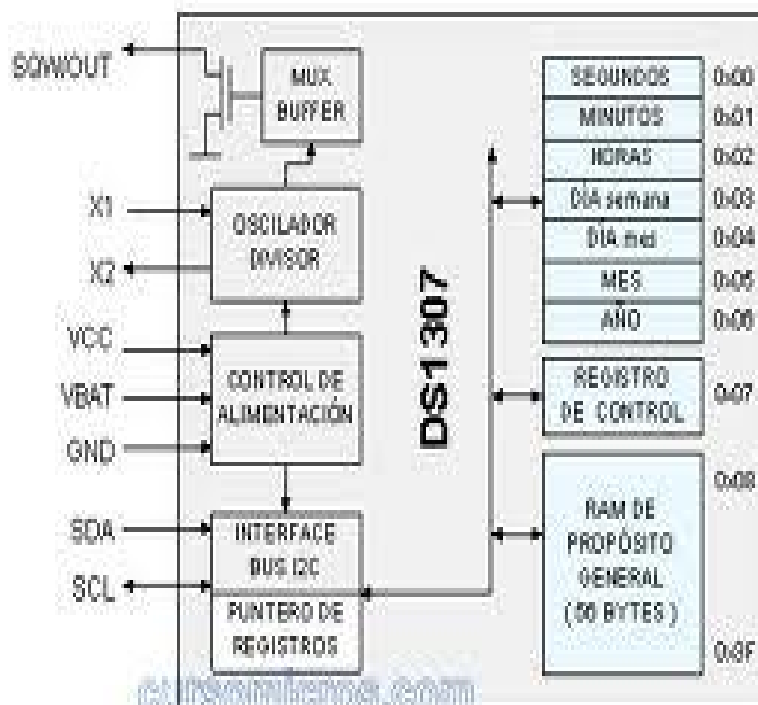 SQWOUT
MUX
BUFFER
X1
X2
OSCILADOR
DIVISOR
VCC
VBAT
GND
CONTROL DE
ALIMENTACIÓN
SDA
SCL
INTERFACE
BUS I2C
PUNTERO DE
REGISTROS
DS1307
SEGUNDOS 0x00
MINUTOS 0x01
HORAS 0x02
DÍA semana 0x03
DÍA mes 0x04
MES 0x05
AÑO 0x06
REGISTRO
DE CONTROL
0x07
0x08
RAM DE
PROPÓSITO
GENERAL
(56 BYTES)
0x3F
cursomicros.com